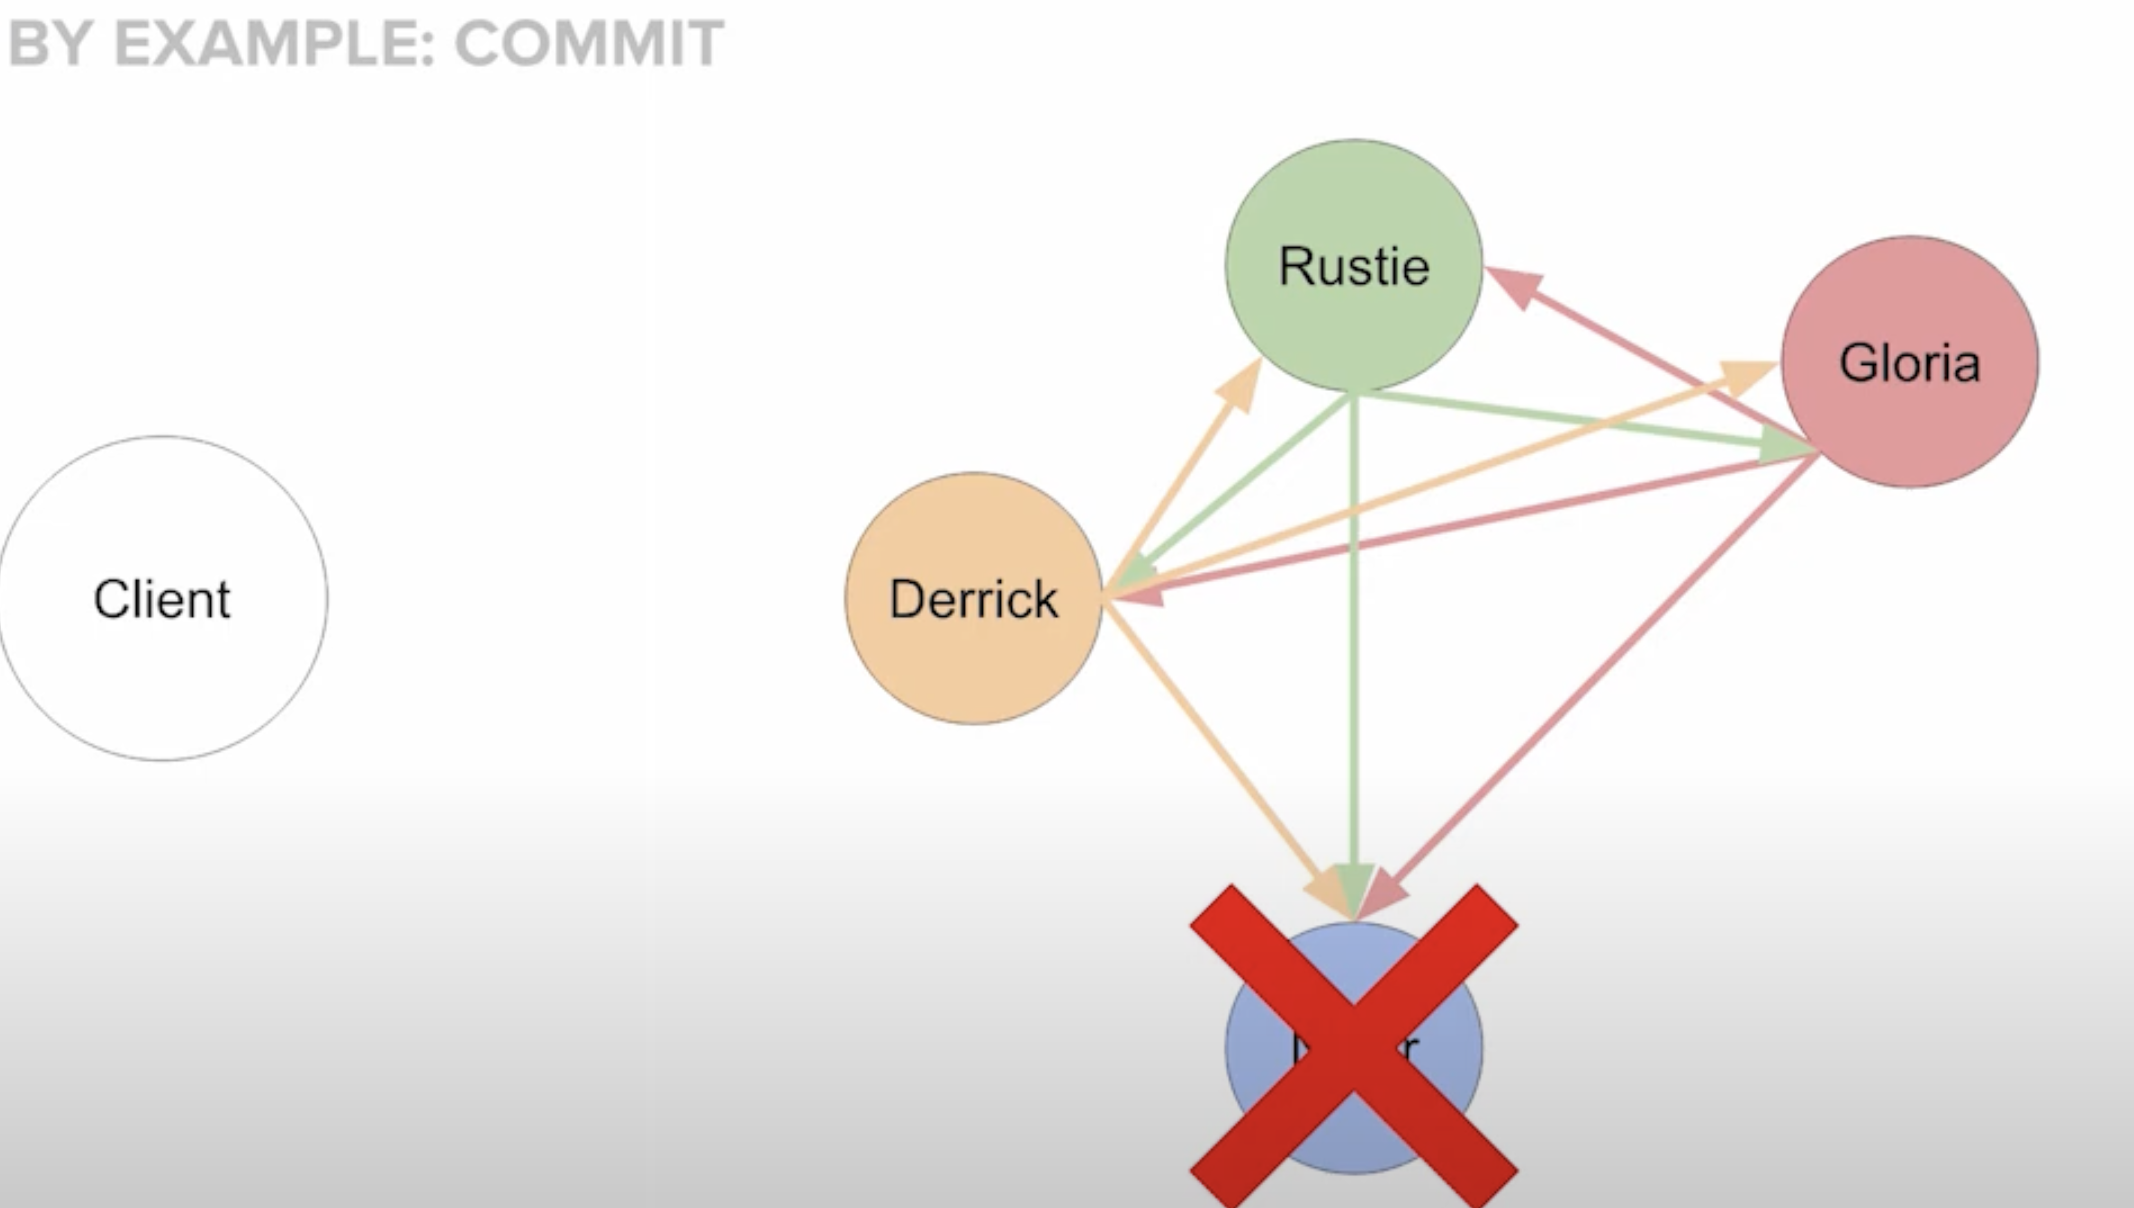 BY EXAMPLE: COMMIT
Rustie
Gloria
Client
Derrick